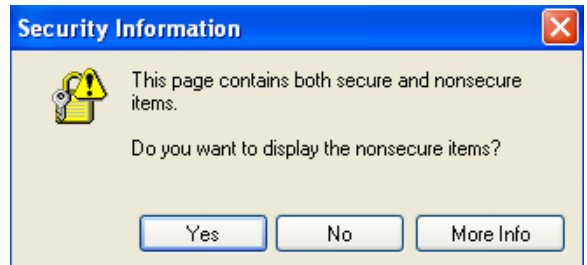 Security Information
This page contains both secure and nonsecure
items.
Do you want to display the nonsecure items?
Yes
No
More Info